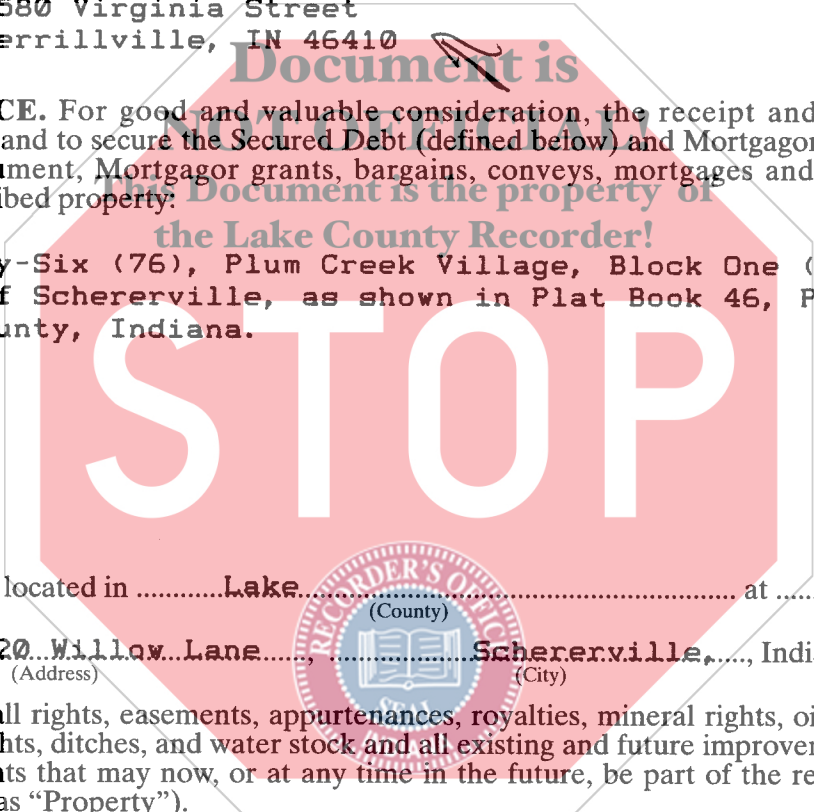 580 Virginia Street
errillville, IN 46410
Document is
CE. For good and valuable consideration, the receipt and
NOT OFFICIAL!
and to secure the Secured Debt (defined below) and Mortgagor
ument, Mortgagor grants, bargains, conveys, mortgages and
This Document is the property of
ibed property:
the Lake County Recorder!
y-Six (76), Plum Creek Village, Block One (
f Schererville, as shown in Plat Book 46, P
unty, Indiana.
STOP
located in ............Lake................................................................ at ......
(County)
RECORDER'S OFFICE
20 Willow Lane......, ....................Schererville,....., Indi
(Address) (City)
SEAL
INDIANA
all rights, easements, appurtenances, royalties, mineral rights, oi
hts, ditches, and water stock and all existing and future improver
nts that may now, or at any time in the future, be part of the re
as “Property”).